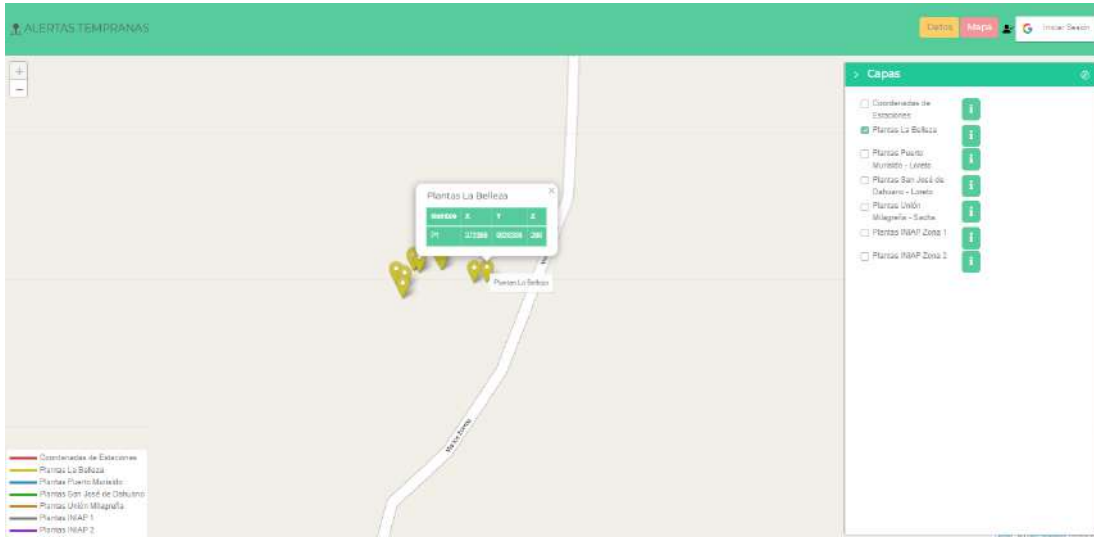 ALERTAS TEMPRANAS
Datos
Mapa
Iniciar Sesión
+
−
> Capas
Coordenadas de
Estaciones
i
Plantas La Belleza
i
Plantas Puerto
Murialdo - Loreto
i
Plantas San José de
Dahuano - Loreto
i
Plantas Unión
Milagreña - Sacha
i
Plantas INIAP Zona 1
i
Plantas INIAP Zona 2
i
Plantas La Belleza
×
Nombre X Y Z
P1
Plantas La Belleza
Coordenadas de Estaciones
Plantas La Belleza
Plantas Puerto Murialdo
Plantas San José de Dahuano
Plantas Unión Milagreña
Plantas INIAP 1
Plantas INIAP 2